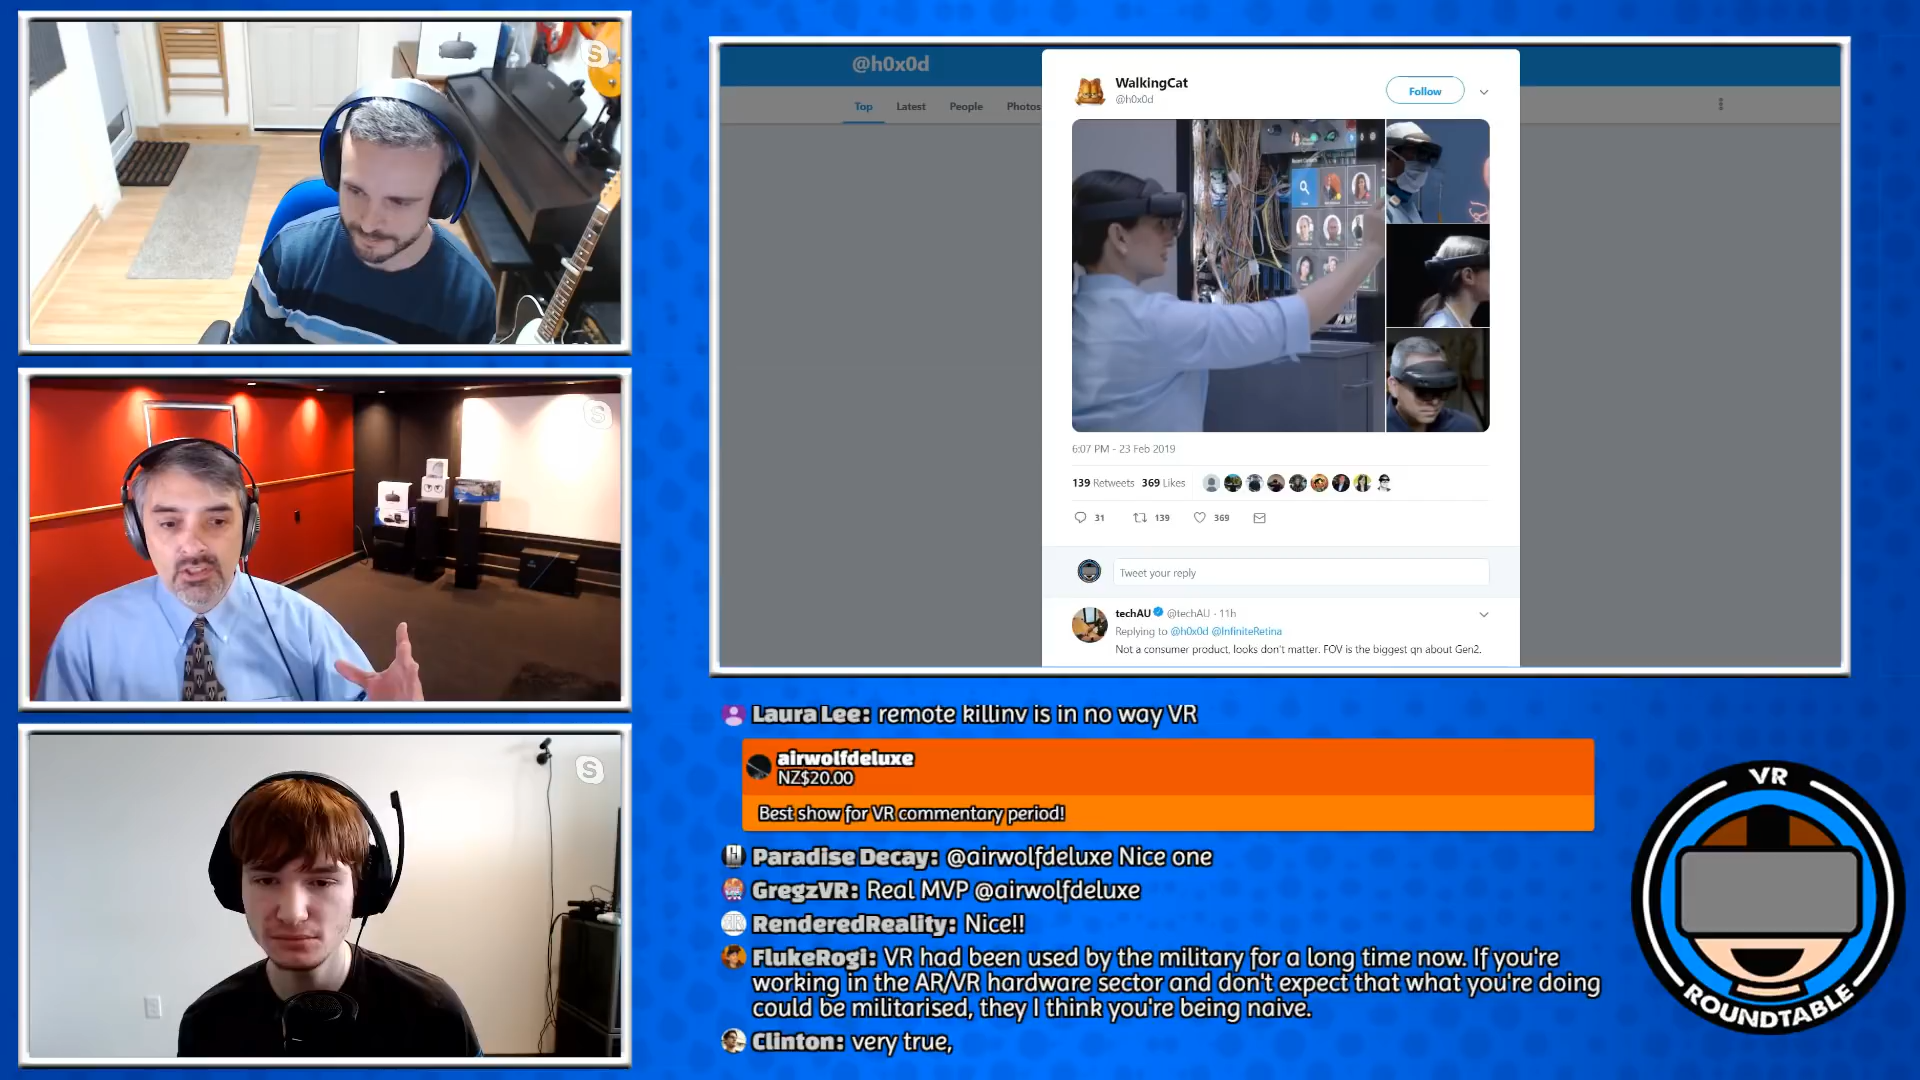 @h0x0d
Top Latest People Photos
WalkingCat
@h0x0d
Follow
6:07 PM - 23 Feb 2019
139 Retweets 369 Likes
31 139 369
Tweet your reply
techAU @techAU · 11h
Replying to @h0x0d @InfiniteRetina
Not a consumer product, looks don't matter. FOV is the biggest qn about Gen2.
Laura Lee: remote killinv is in no way VR
airwolfdeluxe
NZ$20.00
Best show for VR commentary period!
Paradise Decay: @airwolfdeluxe Nice one
GregzVR: Real MVP @airwolfdeluxe
RenderedReality: Nice!!
FlukeRogi: VR had been used by the military for a long time now. If you're
working in the AR/VR hardware sector and don't expect that what you're doing
could be militarised, they I think you're being naive.
Clinton: very true,
VR
ROUNDTABLE
S
S
S